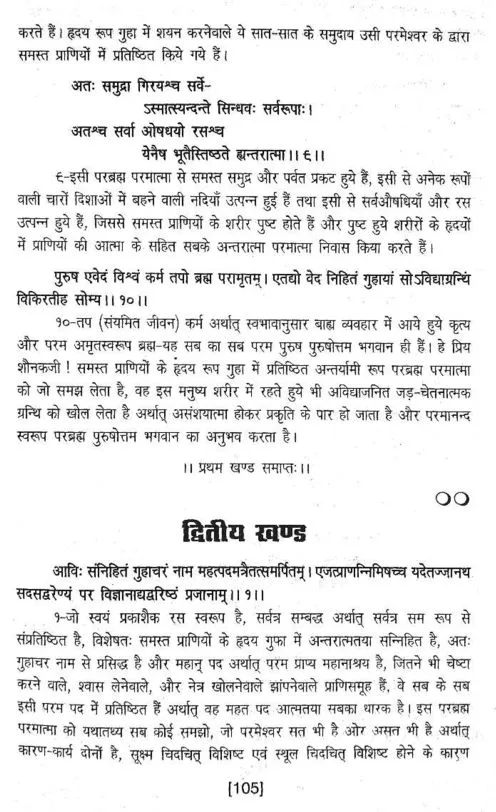 करते हैं। हृदय रूप गुहा में शयन करनेवाले ये सात-सात के समुदाय उसी परमेश्वर के द्वारा
समस्त प्राणियों में प्रतिष्ठित किये गये हैं।
अतः समुद्रा गिरयश्च सर्वे-
ऽस्मात्स्यन्दन्ते सिन्धवः सर्वरूपाः।
अतश्च सर्वा ओषधयो रसश्च
येनैष भूतैस्तिष्ठते ह्यन्तरात्मा।। ६।।
६-इसी परब्रह्म परमात्मा से समस्त समुद्र और पर्वत प्रकट हुये हैं, इसी से अनेक रूपों
वाली चारों दिशाओं में बहने वाली नदियाँ उत्पन्न हुई हैं तथा इसी से सर्वऔषधियाँ और रस
उत्पन्न हुये हैं, जिससे समस्त प्राणियों के शरीर पुष्ट होते हैं और पुष्ट हुये शरीरों के हृदयों
में प्राणियों की आत्मा के सहित सबके अन्तरात्मा परमात्मा निवास किया करते हैं।
पुरुष एवेदं विश्वं कर्म तपो ब्रह्म परामृतम्। एतद्यो वेद निहितं गुहायां सोऽविद्याग्रन्थिं
विकिरतीह सोम्य।। १०।।
१०-तप (संयमित जीवन) कर्म अर्थात् स्वभावानुसार बाह्य व्यवहार में आये हुये कृत्य
और परम अमृतस्वरूप ब्रह्म-यह सब का सब परम पुरुष पुरुषोत्तम भगवान ही हैं। हे प्रिय
शौनकजी ! समस्त प्राणियों के हृदय रूप गुहा में प्रतिष्ठित अन्तर्यामी रूप परब्रह्म परमात्मा
को जो समझ लेता है, वह इस मनुष्य शरीर में रहते हुये भी अविद्याजनित जड़-चेतनात्मक
ग्रन्थि को खोल लेता है अर्थात् असंशयात्मा होकर प्रकृति के पार हो जाता है और परमानन्द
स्वरूप परब्रह्म पुरुषोत्तम भगवान का अनुभव करता है।
।। प्रथम खण्ड समाप्तः।।
द्वितीय खण्ड
आविः संनिहितं गुहाचरं नाम महत्पदमत्रैतत्समर्पितम्। एजत्प्राणन्निमिषच्च यदेतज्जानथ
सदसद्वरेण्यं पर विज्ञानाद्यद्वरिष्ठं प्रजानाम्।। १।।
१-जो स्वयं प्रकाशैक रस स्वरूप है, सर्वत्र सम्बद्ध अर्थात् सर्वत्र सम रूप से
संप्रतिष्ठित है, विशेषतः समस्त प्राणियों के हृदय गुफा में अन्तरात्मतया सन्निहित है, अतः
गुहाचर नाम से प्रसिद्ध है और महान् पद अर्थात् परम प्राप्य महानाश्रय है, जितने भी चेष्टा
करने वाले, श्वास लेनेवाले, और नेत्र खोलनेवाले झांपनेवाले प्राणिसमूह हैं, वे सब के सब
इसी परम पद में प्रतिष्ठित हैं अर्थात् वह महत पद आत्मतया सबका धारक है। इस परब्रह्म
परमात्मा को यथातथ्य सब कोई समझो, जो परमेश्वर सत भी है ओर असत भी है अर्थात्
कारण-कार्य दोनों है, सूक्ष्म चिदचित् विशिष्ट एवं स्थूल चिदचित् विशिष्ट होने के कारण
[105]